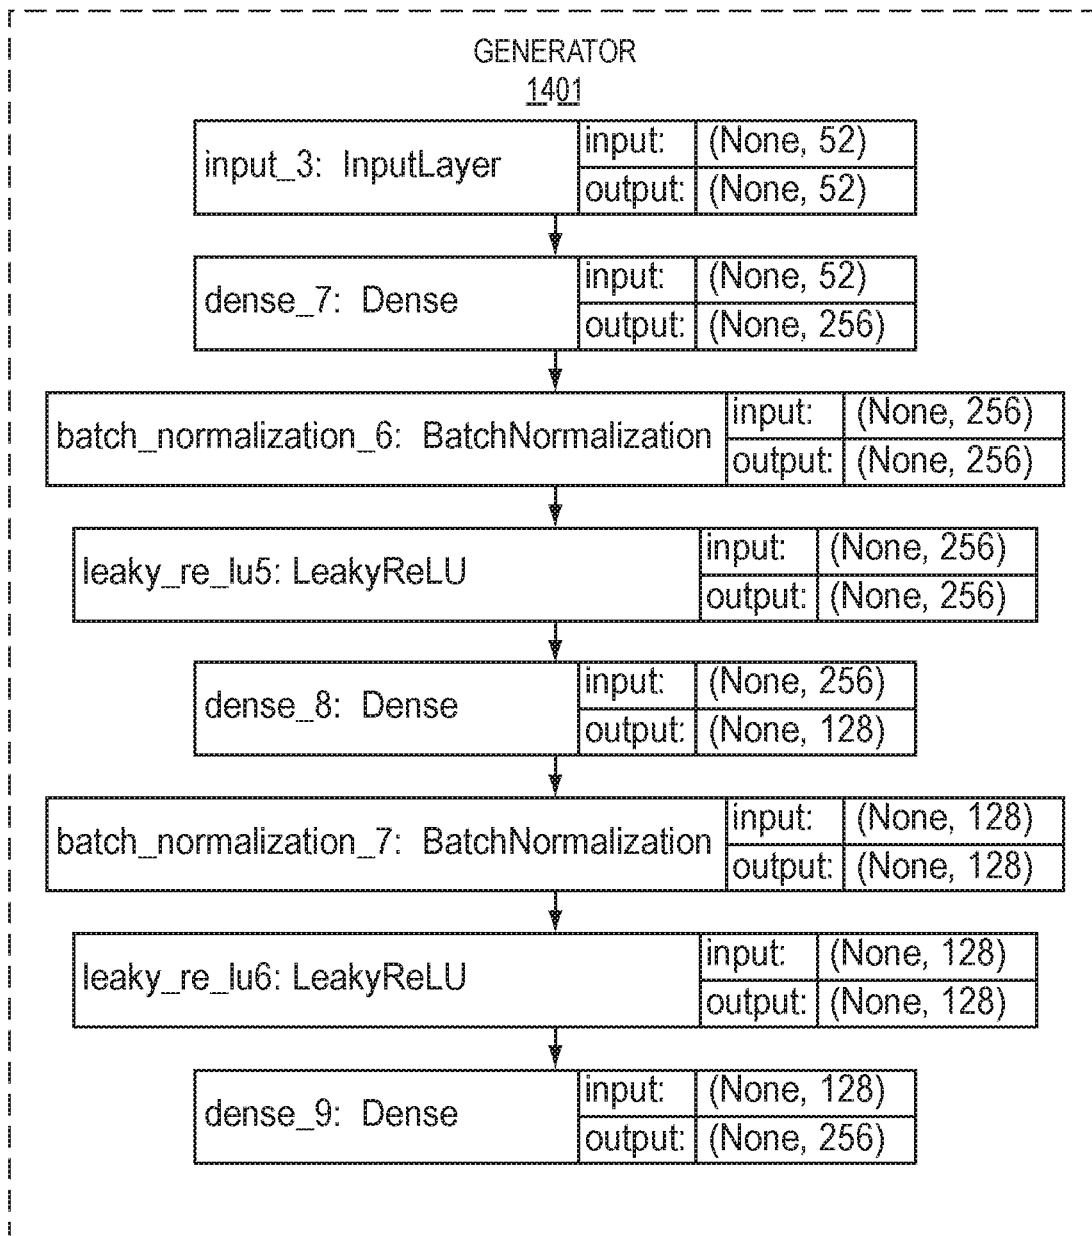 GENERATOR
1401
input_3: InputLayer
input: (None, 52)
output: (None, 52)
dense_7: Dense
input: (None, 52)
output: (None, 256)
batch_normalization_6: BatchNormalization
input: (None, 256)
output: (None, 256)
leaky_re_lu5: LeakyReLU
input: (None, 256)
output: (None, 256)
dense_8: Dense
input: (None, 256)
output: (None, 128)
batch_normalization_7: BatchNormalization
input: (None, 128)
output: (None, 128)
leaky_re_lu6: LeakyReLU
input: (None, 128)
output: (None, 128)
dense_9: Dense
input: (None, 128)
output: (None, 256)